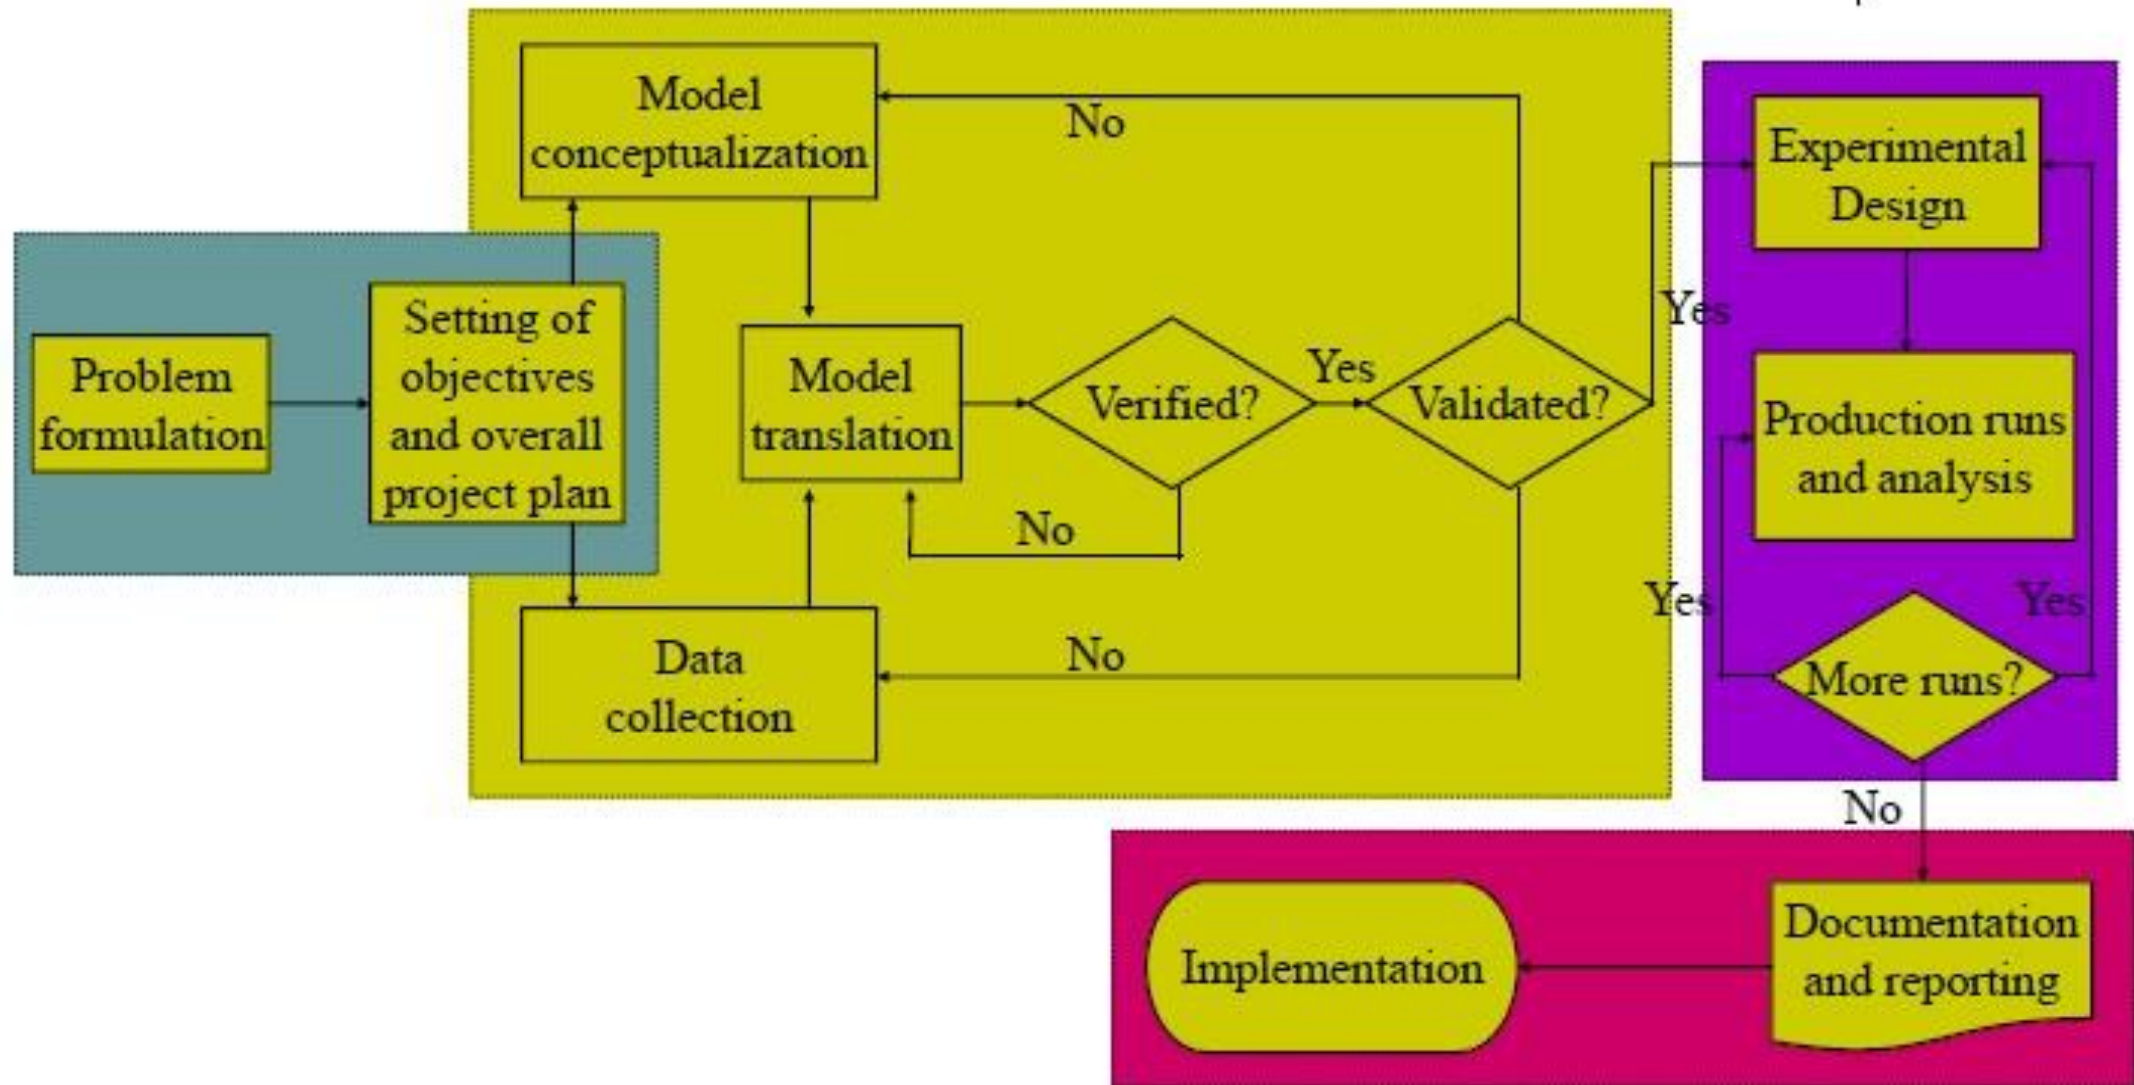 Model
conceptualization
No
Experimental
Design
Setting of
objectives
and overall
project plan
Problem
formulation
Model
translation
Verified?
Yes
Validated?
Yes
Production runs
and analysis
No
Data
collection
No
Yes
Yes
More runs?
No
Documentation
and reporting
Implementation